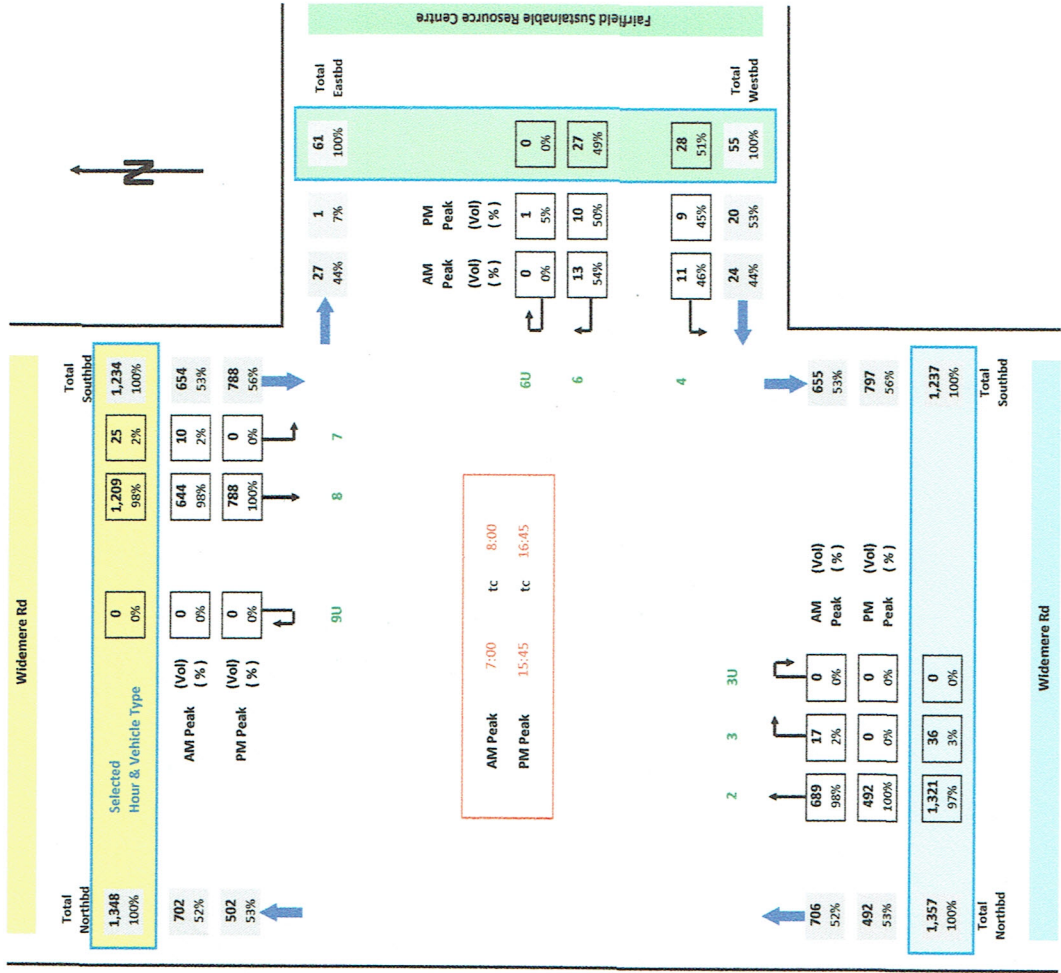 Widemere Rd
Total
Northbd
Total
Southbd
Selected
Hour & Vehicle Type
1,348
100%
0
0%
1,209
98%
25
2%
1,234
100%
AM Peak
(Vol)
( % )
702
52%
0
0%
644
98%
10
2%
654
53%
PM Peak
(Vol)
( % )
502
53%
0
0%
788
100%
0
0%
788
56%
9U
8
7
N
27
44%
1
7%
61
100%
Total
Eastbd
AM
Peak
(Vol)
( % )
PM
Peak
(Vol)
( % )
6U
0
0%
1
5%
0
0%
6
13
54%
10
50%
27
49%
4
11
46%
9
45%
28
51%
24
44%
20
53%
55
100%
Total
Westbd
Fairfield Sustainable Resource Centre
AM Peak 7:00 tc 8:00
PM Peak 15:45 tc 16:45
2
3
3U
706
52%
689
98%
17
2%
0
0%
AM
Peak
(Vol)
( % )
655
53%
492
53%
492
100%
0
0%
0
0%
PM
Peak
(Vol)
( % )
797
56%
1,357
100%
1,321
97%
36
3%
0
0%
1,237
100%
Total
Northbd
Total
Southbd
Widemere Rd